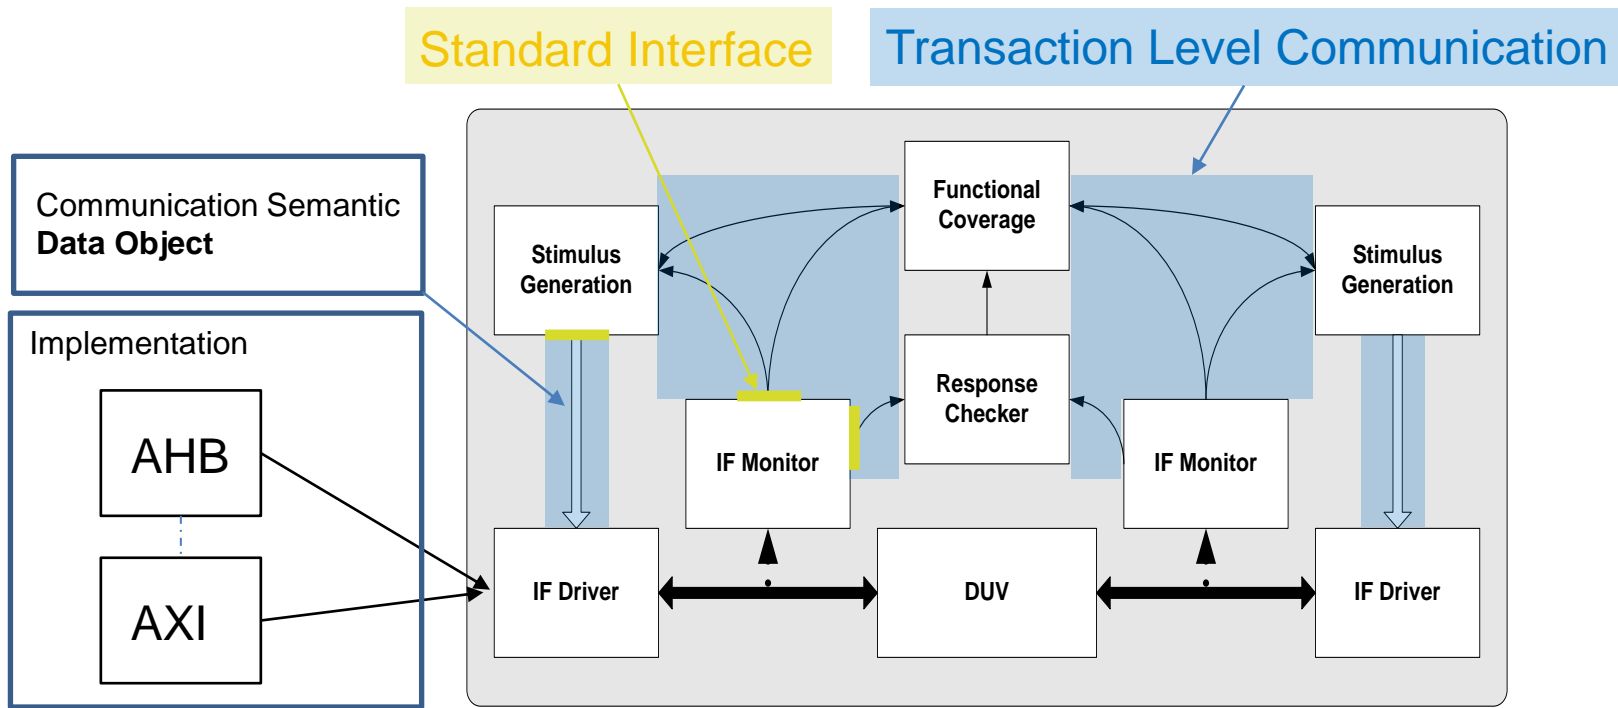 Standard Interface
Transaction Level Communication
Communication Semantic
Data Object
Implementation
AHB
AXI
Stimulus
Generation
Functional
Coverage
Stimulus
Generation
IF Monitor
Response
Checker
IF Monitor
IF Driver
DUV
IF Driver